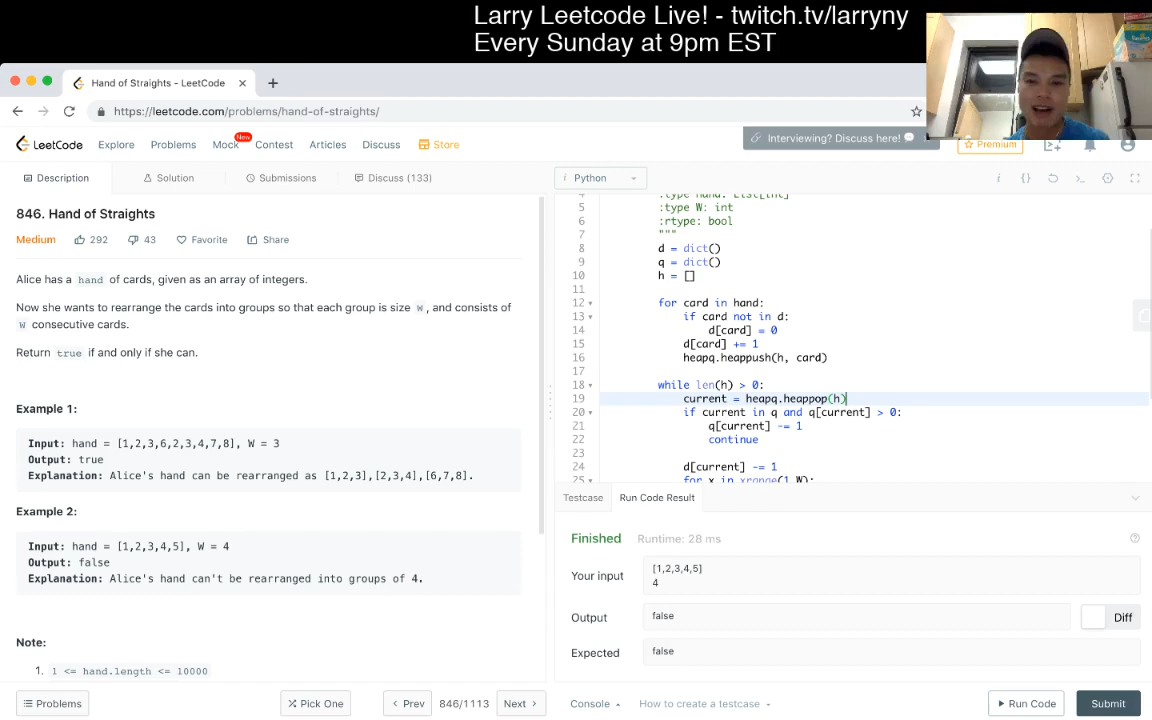 Larry Leetcode Live! - twitch.tv/larryny
Every Sunday at 9pm EST
Hand of Straights - LeetCode
https://leetcode.com/problems/hand-of-straights/
LeetCode Explore Problems Mock New Contest Articles Discuss Store
Interviewing? Discuss here!
Premium
Description Solution Submissions Discuss (133)
i Python
846. Hand of Straights
Medium 292 43 Favorite Share
Alice has a hand of cards, given as an array of integers.
Now she wants to rearrange the cards into groups so that each group is size W, and consists of
W consecutive cards.
Return true if and only if she can.
Example 1:
Input: hand = [1,2,3,6,2,3,4,7,8], W = 3
Output: true
Explanation: Alice's hand can be rearranged as [1,2,3],[2,3,4],[6,7,8].
Example 2:
Input: hand = [1,2,3,4,5], W = 4
Output: false
Explanation: Alice's hand can't be rearranged into groups of 4.
Note:
1. 1 <= hand.length <= 10000
Problems Pick One Prev 846/1113 Next
4 :type hand: List[int]
5 :type W: int
6 :rtype: bool
7 """
8 d = dict()
9 q = dict()
10 h = []
11
12 for card in hand:
13 if card not in d:
14 d[card] = 0
15 d[card] += 1
16 heapq.heappush(h, card)
17
18 while len(h) > 0:
19 current = heapq.heappop(h)
20 if current in q and q[current] > 0:
21 q[current] -= 1
22 continue
23
24 d[current] -= 1
25 for x in xrange(1,W):
Testcase Run Code Result
Finished Runtime: 28 ms
Your input
[1,2,3,4,5]
4
Output false Diff
Expected false
Console How to create a testcase Run Code Submit